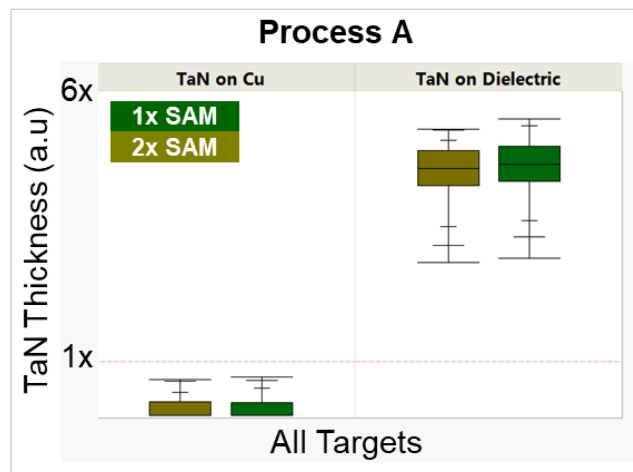 Process A
TaN on Cu
TaN on Dielectric
6x
1x SAM
2x SAM
TaN Thickness (a.u)
1x
All Targets